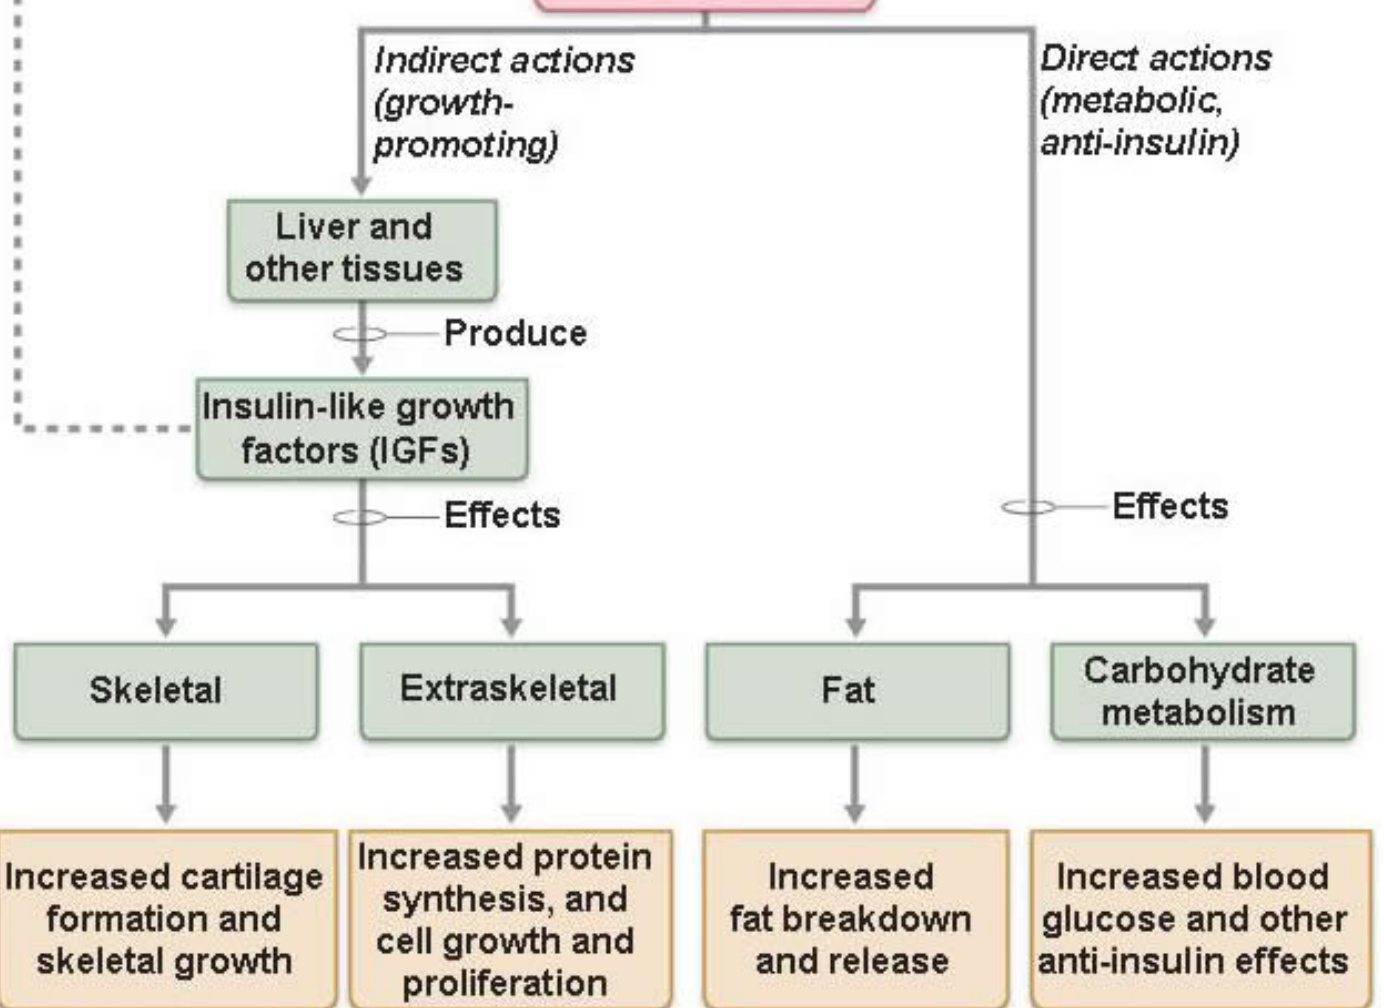 Indirect actions
(growth-
promoting)
Direct actions
(metabolic,
anti-insulin)
Liver and
other tissues
Produce
Insulin-like growth
factors (IGFs)
Effects
Effects
Skeletal
Extraskeletal
Fat
Carbohydrate
metabolism
Increased cartilage
formation and
skeletal growth
Increased protein
synthesis, and
cell growth and
proliferation
Increased
fat breakdown
and release
Increased blood
glucose and other
anti-insulin effects